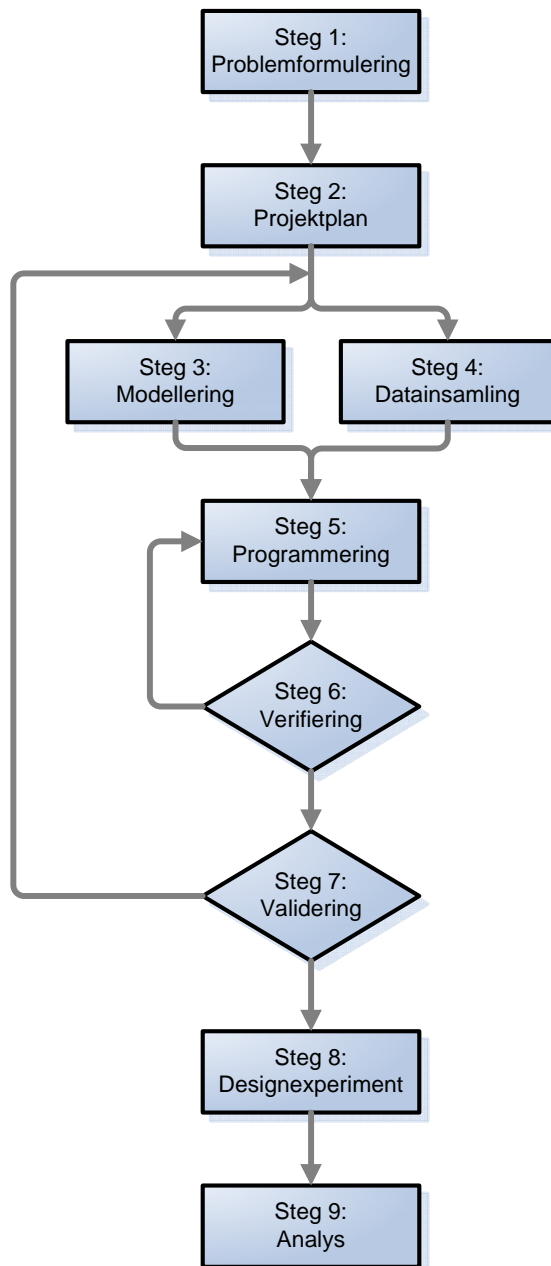 Steg 1:
Problemformulering
Steg 2:
Projektplan
Steg 3:
Modellering
Steg 4:
Datainsamling
Steg 5:
Programmering
Steg 6:
Verifiering
Steg 7:
Validering
Steg 8:
Designexperiment
Steg 9:
Analys